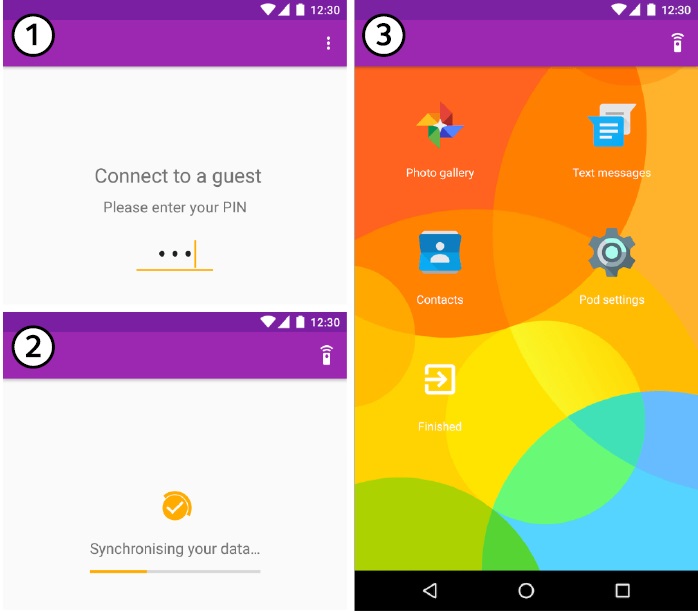 1
12:30
Connect to a guest
Please enter your PIN
2
12:30
Synchronising your data...
3
12:30
Photo gallery
Text messages
Contacts
Pod settings
Finished